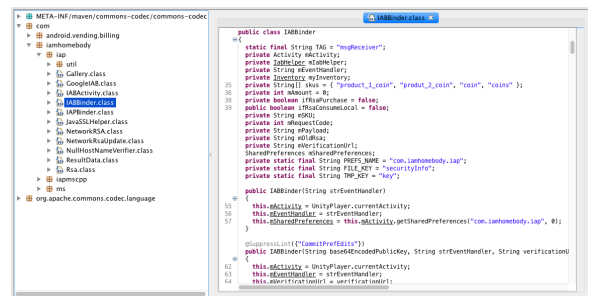 META-INF/maven/commons-codec/commons-codec
com
android.vending.billing
iamhomebody
iap
util
Gallery.class
GoogleIAB.class
IABActivity.class
IABBinder.class
IAPBinder.class
JavaSSLHelper.class
NetworkRSA.class
NetworkRsaUpdate.class
NullHostNameVerifier.class
ResultData.class
Rsa.class
iapmscpp
ms
org.apache.commons.codec.language
IABBinder.class
public class IABBinder
{
static final String TAG = "msgReceiver";
private Activity mActivity;
private IabHelper mIabHelper;
private String mEventHandler;
private Inventory myInventory;
35 private String[] skus = { "product_1_coin", "produt_2_coin", "coin", "coins" };
36 private int mAmount = 0;
38 private boolean ifRsaPurchase = false;
39 public boolean ifRsaConsumeLocal = false;
private String mSKU;
private int mRequestCode;
private String mPayload;
private String mOldRsa;
private String mVerificationUrl;
SharedPreferences mSharedPreferences;
private static final String PREFS_NAME = "com.iamhomebody.iap";
private static final String FILE_KEY = "securityInfo";
private static final String TMP_KEY = "key";
public IABBinder(String strEventHandler)
{
55 this.mActivity = UnityPlayer.currentActivity;
56 this.mEventHandler = strEventHandler;
57 this.mSharedPreferences = this.mActivity.getSharedPreferences("com.iamhomebody.iap", 0);
}
@SuppressLint({"CommitPrefEdits"})
public IABBinder(String base64EncodedPublicKey, String strEventHandler, String verificationU
{
62 this.mActivity = UnityPlayer.currentActivity;
63 this.mEventHandler = strEventHandler;
64 this.mVerificationUrl = verificationUrl;